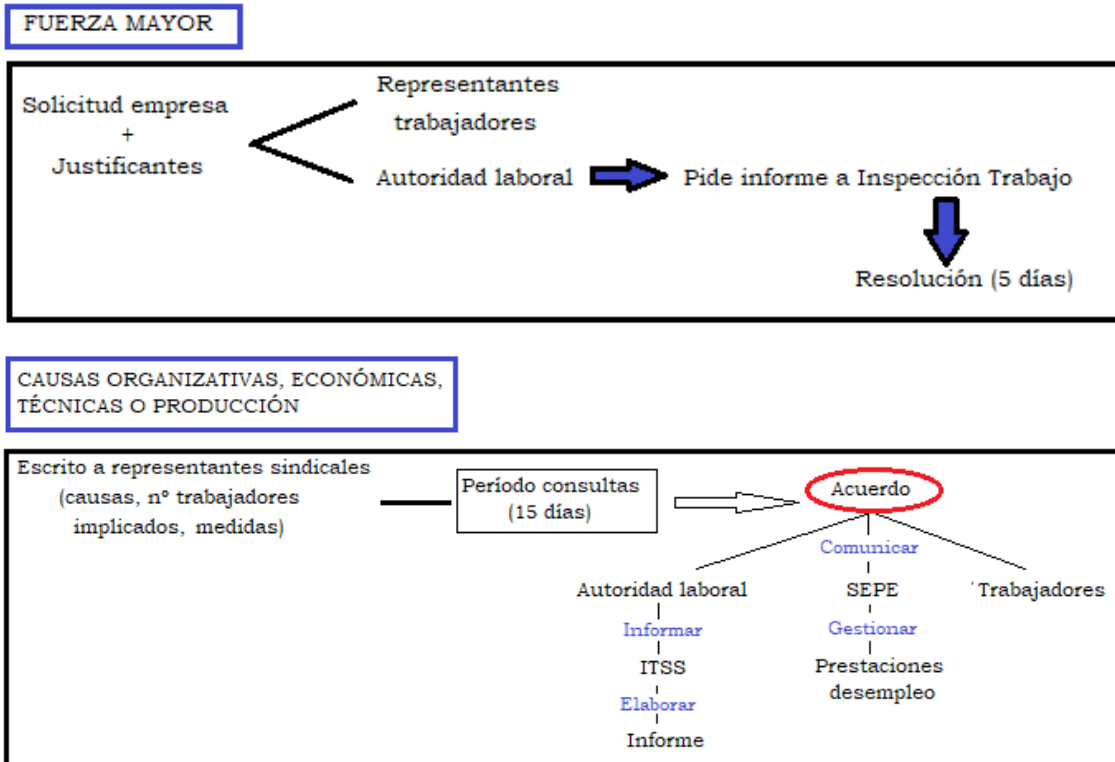 FUERZA MAYOR
Solicitud empresa
+
Justificantes
Representantes
trabajadores
Autoridad laboral
Pide informe a Inspección Trabajo
Resolución (5 días)
CAUSAS ORGANIZATIVAS, ECONÓMICAS,
TÉCNICAS O PRODUCCIÓN
Escrito a representantes sindicales
(causas, nº trabajadores
implicados, medidas)
Período consultas
(15 días)
Acuerdo
Comunicar
Autoridad laboral
SEPE
Trabajadores
Informar
Gestionar
ITSS
Prestaciones
desempleo
Elaborar
Informe